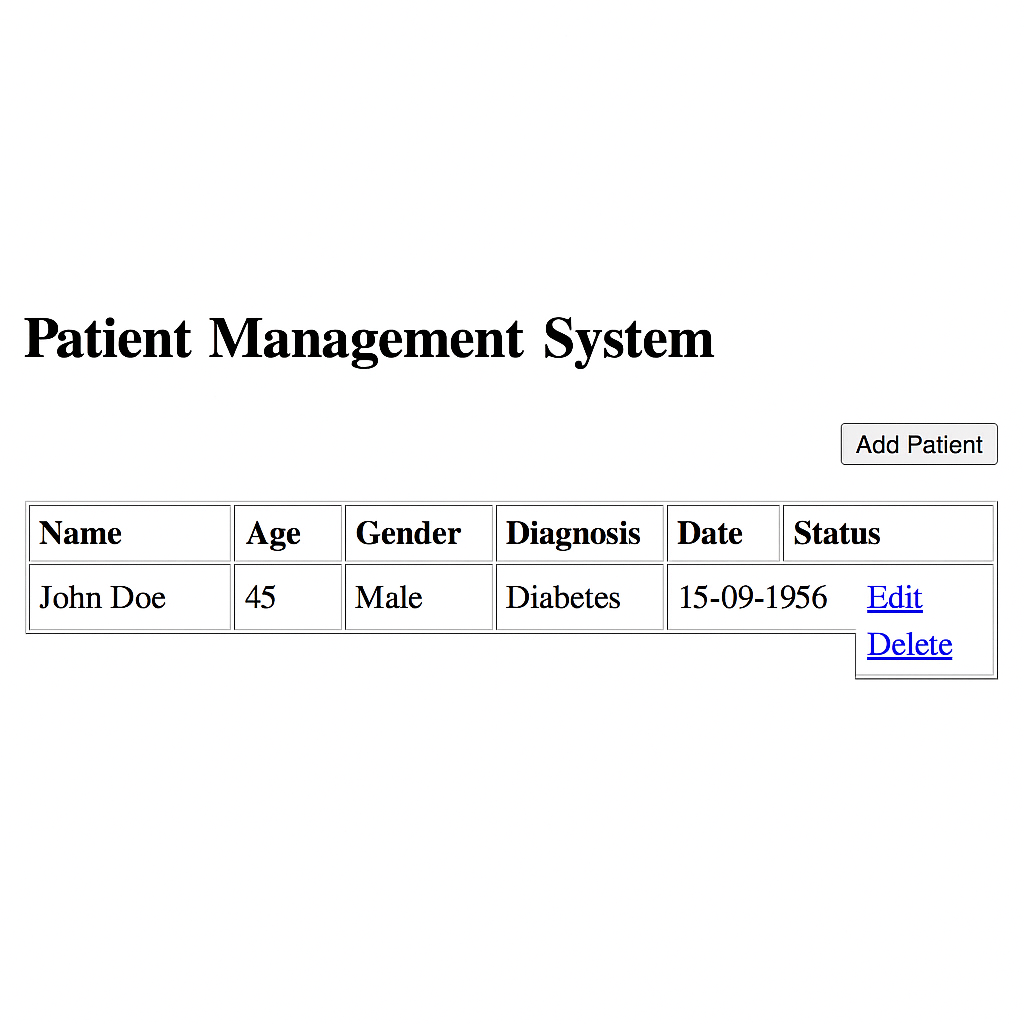 Patient Management System
Add Patient
Name Age Gender Diagnosis Date Status
John Doe 45 Male Diabetes 15-09-1956 Edit
Delete